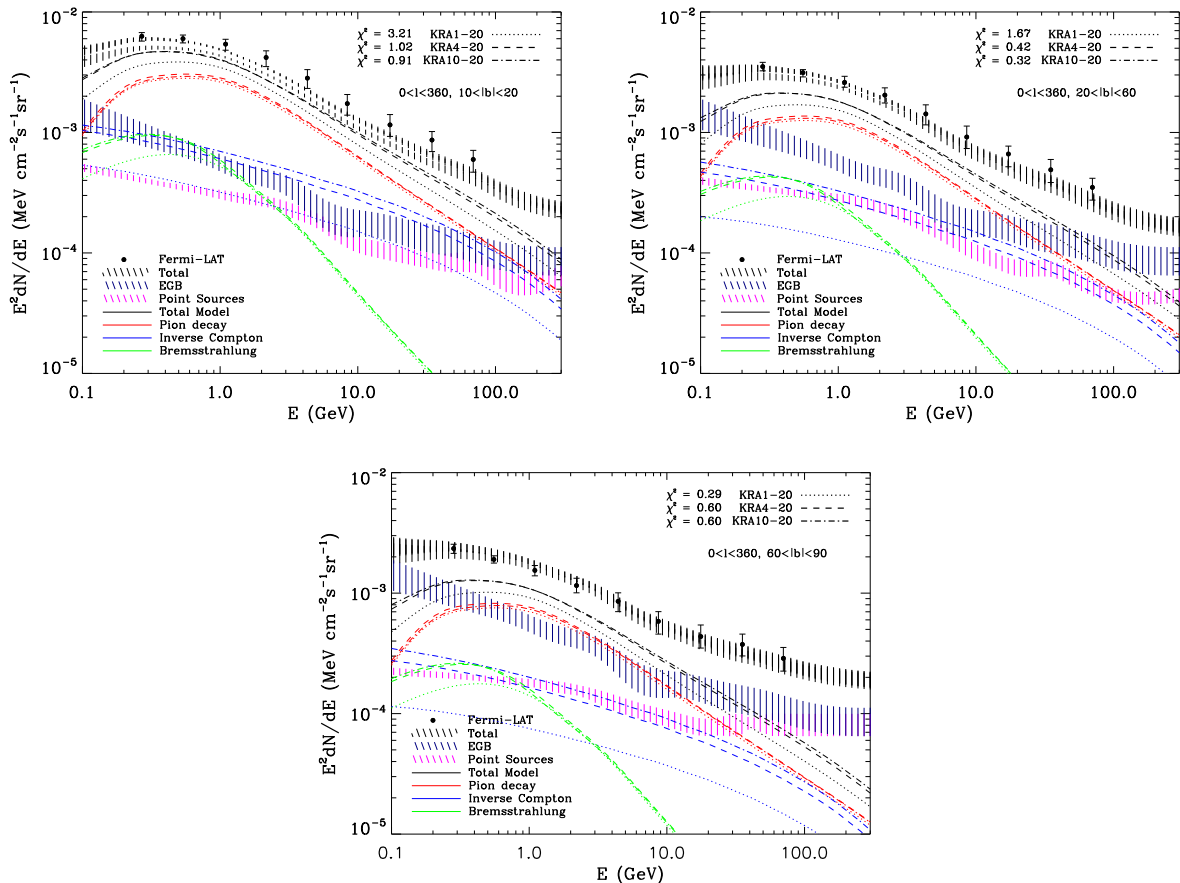 10⁻²
10⁻³
10⁻⁴
10⁻⁵
E²dN/dE (MeV cm⁻²s⁻¹sr⁻¹)
χ² = 3.21 KRA1-20
χ² = 1.02 KRA4-20
χ² = 0.91 KRA10-20
0<l<360, 10<|b|<20
Fermi-LAT
Total
EGB
Point Sources
Total Model
Pion decay
Inverse Compton
Bremsstrahlung
0.1 1.0 10.0 100.0
E (GeV)
10⁻²
10⁻³
10⁻⁴
10⁻⁵
E²dN/dE (MeV cm⁻²s⁻¹sr⁻¹)
χ² = 1.67 KRA1-20
χ² = 0.42 KRA4-20
χ² = 0.32 KRA10-20
0<l<360, 20<|b|<60
Fermi-LAT
Total
EGB
Point Sources
Total Model
Pion decay
Inverse Compton
Bremsstrahlung
0.1 1.0 10.0 100.0
E (GeV)
10⁻²
10⁻³
10⁻⁴
10⁻⁵
E²dN/dE (MeV cm⁻²s⁻¹sr⁻¹)
χ² = 0.29 KRA1-20
χ² = 0.60 KRA4-20
χ² = 0.60 KRA10-20
0<l<360, 60<|b|<90
Fermi-LAT
Total
EGB
Point Sources
Total Model
Pion decay
Inverse Compton
Bremsstrahlung
0.1 1.0 10.0 100.0
E (GeV)